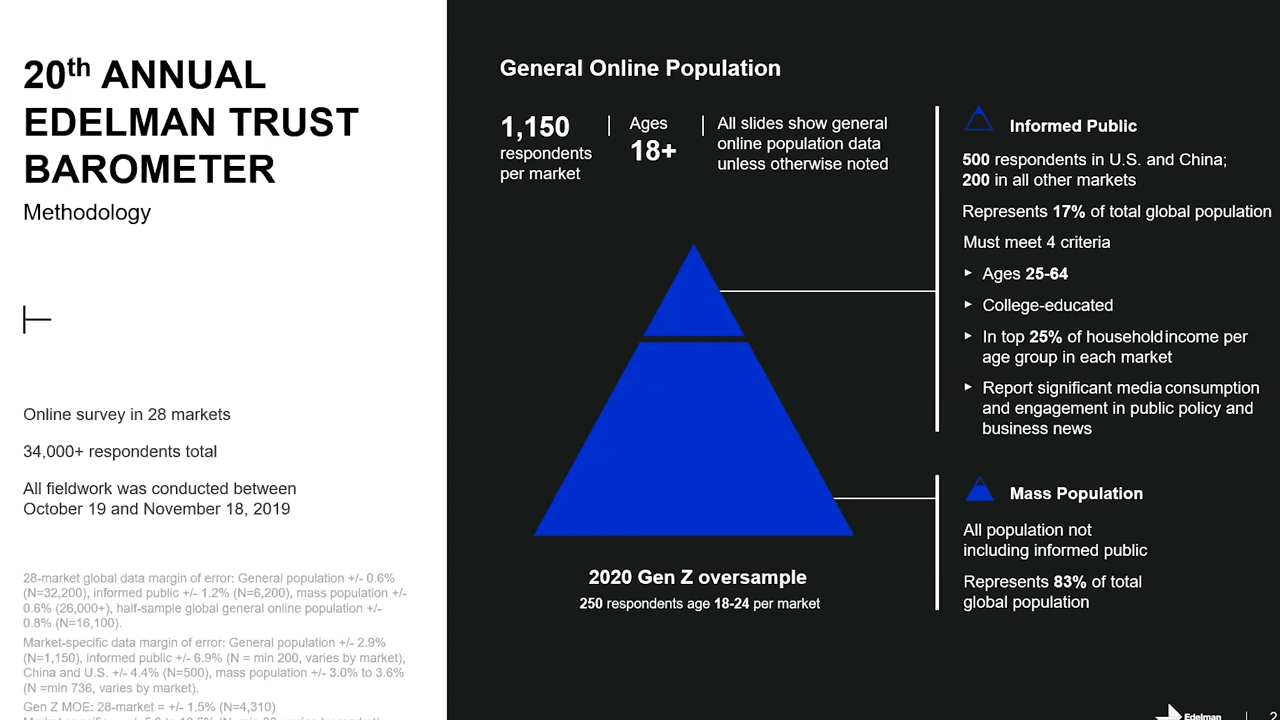 20th ANNUAL
EDELMAN TRUST
BAROMETER
Methodology
Online survey in 28 markets
34,000+ respondents total
All fieldwork was conducted between
October 19 and November 18, 2019
28-market global data margin of error: General population +/- 0.6%
(N=32,200), informed public +/- 1.2% (N=6,200), mass population +/-
0.6% (26,000+), half-sample global general online population +/-
0.8% (N=16,100).
Market-specific data margin of error: General population +/- 2.9%
(N=1,150), informed public +/- 6.9% (N = min 200, varies by market),
China and U.S. +/- 4.4% (N=500), mass population +/- 3.0% to 3.6%
(N =min 736, varies by market).
Gen Z MOE: 28-market = +/- 1.5% (N=4,310)
General Online Population
1,150
respondents
per market
Ages
18+
All slides show general
online population data
unless otherwise noted
2020 Gen Z oversample
250 respondents age 18-24 per market
Informed Public
500 respondents in U.S. and China;
200 in all other markets
Represents 17% of total global population
Must meet 4 criteria
Ages 25-64
College-educated
In top 25% of household income per
age group in each market
Report significant media consumption
and engagement in public policy and
business news
Mass Population
All population not
including informed public
Represents 83% of total
global population
Edelman